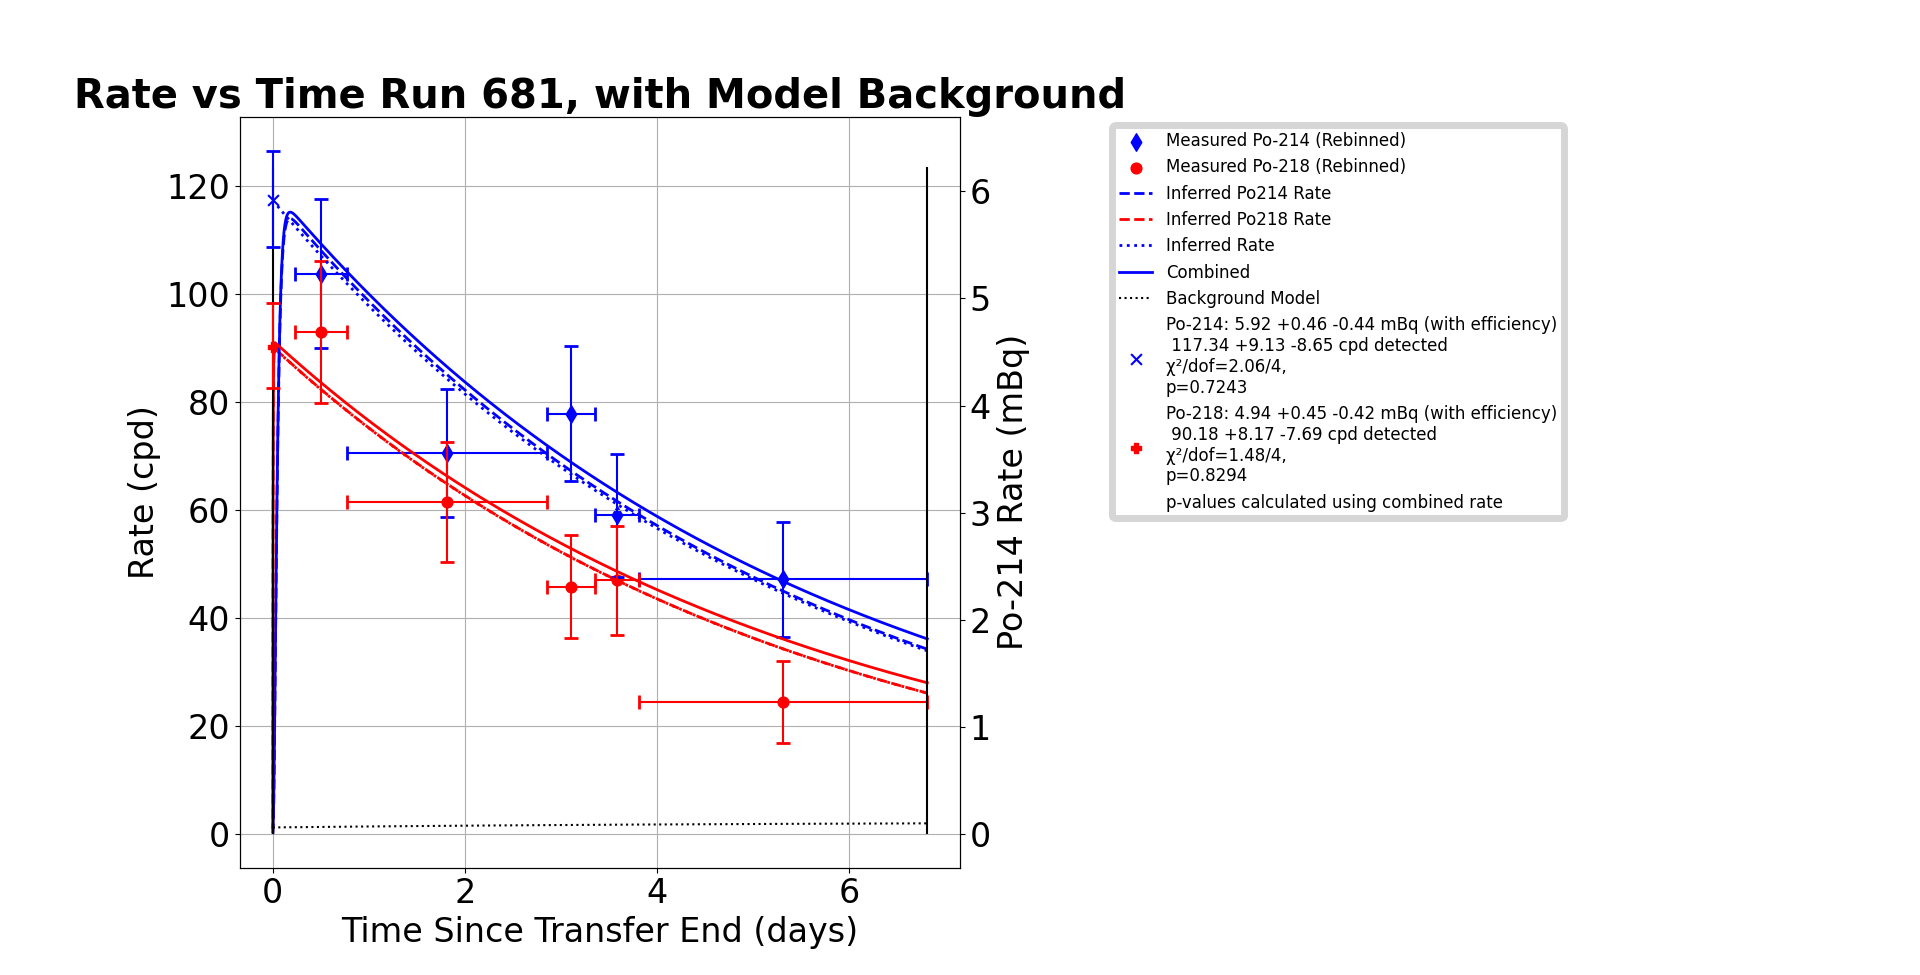 Rate vs Time Run 681, with Model Background
120
100
80
60
40
20
0
Rate (cpd)
0
2
4
6
Time Since Transfer End (days)
6
5
4
3
2
1
0
Po-214 Rate (mBq)
Measured Po-214 (Rebinned)
Measured Po-218 (Rebinned)
Inferred Po214 Rate
Inferred Po218 Rate
Inferred Rate
Combined
Background Model
Po-214: 5.92 +0.46 -0.44 mBq (with efficiency)
117.34 +9.13 -8.65 cpd detected
χ²/dof=2.06/4,
p=0.7243
Po-218: 4.94 +0.45 -0.42 mBq (with efficiency)
90.18 +8.17 -7.69 cpd detected
χ²/dof=1.48/4,
p=0.8294
p-values calculated using combined rate